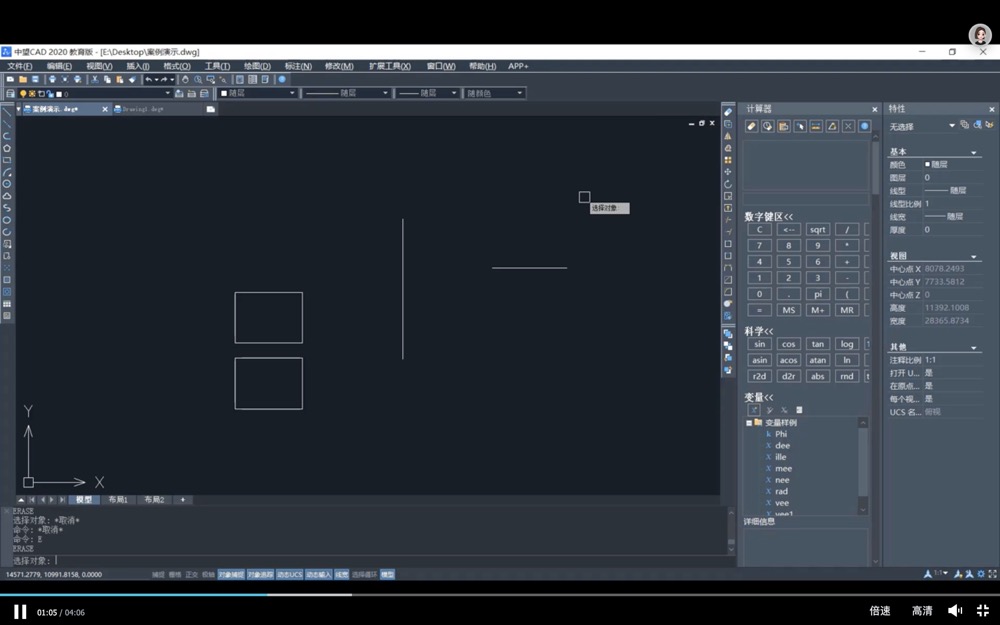 中望CAD 2020 教育版 - [E:\Desktop\案例演示.dwg]
文件(F) 编辑(E) 视图(V) 插入(I) 格式(O) 工具(T) 绘图(D) 标注(N) 修改(M) 扩展工具(X) 窗口(W) 帮助(H) APP+
0 随层 随层 随层 随颜色
案例演示.dwg* Drawing1.dwg*
选择对象:
Y
X
模型 布局1 布局2 +
ERASE
选择对象: *取消*
命令: *取消*
命令: E
ERASE
选择对象:
14571.2779, 10991.8158, 0.0000 捕捉 栅格 正交 极轴 对象捕捉 对象追踪 动态UCS 动态输入 线宽 选择循环 模型 1:1
计算器
数字键区<<
C <-- sqrt /
7 8 9 *
4 5 6 +
1 2 3 -
0 . pi (
= MS M+ MR
科学<<
sin cos tan log
asin acos atan ln
r2d d2r abs rnd
变量<<
变量样例
k Phi
X dee
X ille
X mee
X nee
X rad
X vee
X vee1
详细信息
特性
无选择
基本
颜色 随层
图层 0
线型 随层
线型比例 1
线宽 随层
厚度 0
视图
中心点 X 8078.2493
中心点 Y 7733.5812
中心点 Z 0
高度 11392.1008
宽度 28365.8734
其他
注释比例 1:1
打开 U... 是
在原点... 是
每个视... 是
UCS 名... 俯视
01:05 / 04:06 倍速 高清